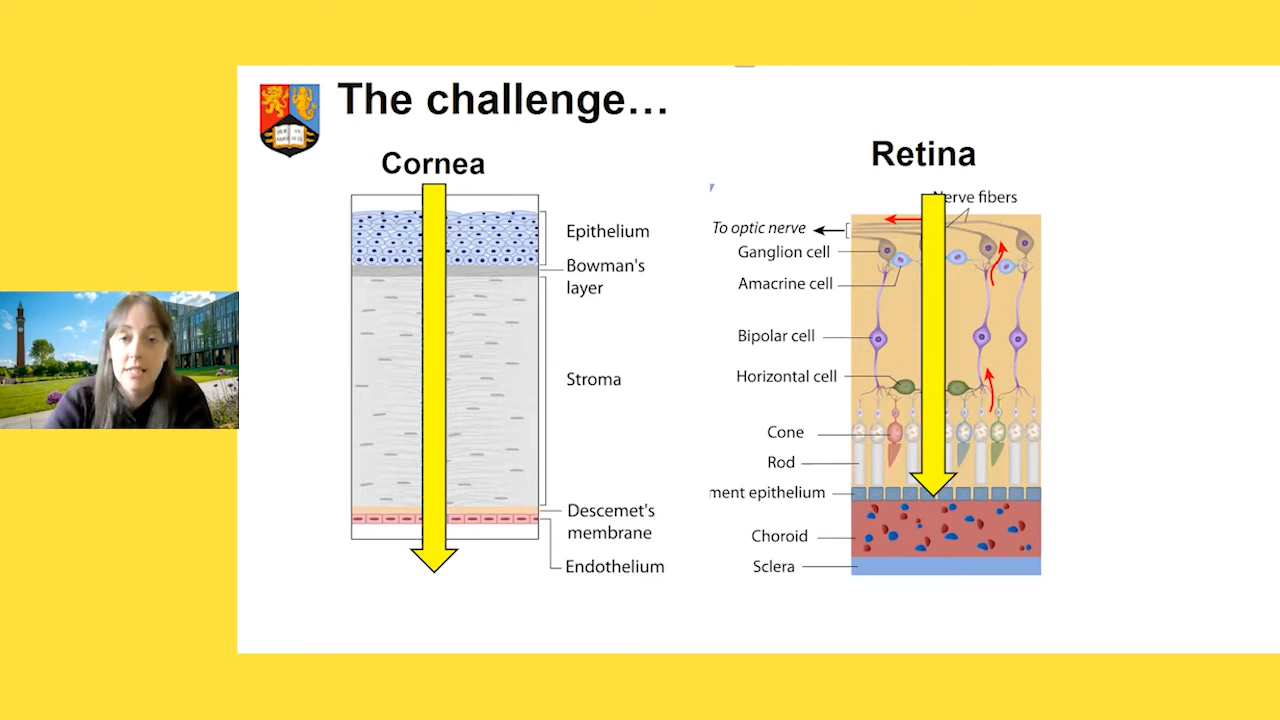 The challenge...
Cornea
Epithelium
Bowman's
layer
Stroma
Descemet's
membrane
Endothelium
Retina
Nerve fibers
To optic nerve
Ganglion cell
Amacrine cell
Bipolar cell
Horizontal cell
Cone
Rod
ment epithelium
Choroid
Sclera